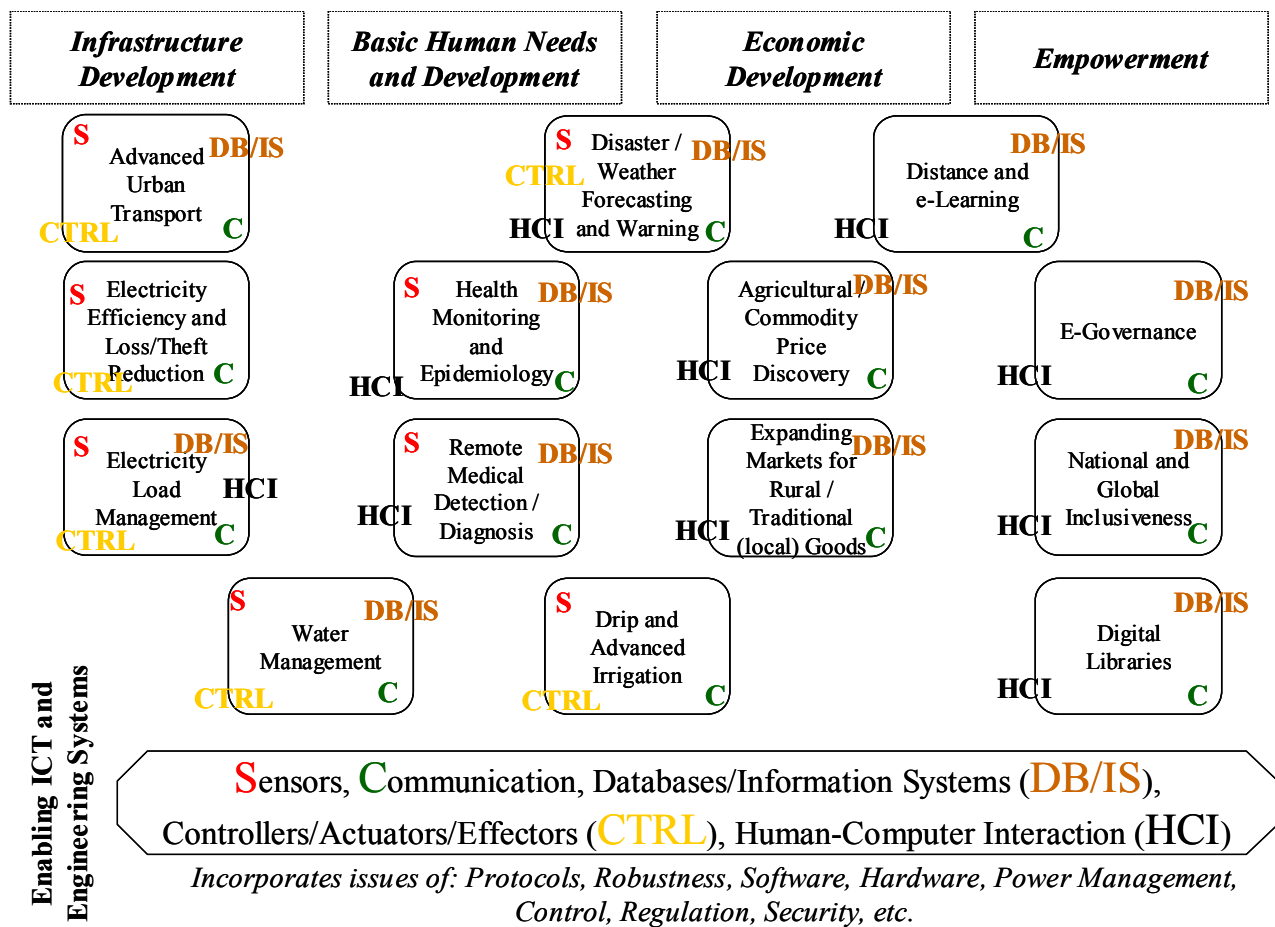 Infrastructure
Development
Basic Human Needs
and Development
Economic
Development
Empowerment
S
DB/IS
Advanced
Urban
Transport
CTRL
C
S
Disaster /
DB/IS
Weather
CTRL
Forecasting
HCI
and Warning
C
DB/IS
Distance and
e-Learning
HCI
C
S
Electricity
Efficiency and
Loss/Theft
Reduction
CTRL
C
S
Health
DB/IS
Monitoring
and
Epidemiology
HCI
C
Agricultural /
DB/IS
Commodity
Price
Discovery
HCI
C
DB/IS
E-Governance
HCI
C
S
DB/IS
Electricity
Load
HCI
Management
CTRL
C
S
Remote
DB/IS
Medical
Detection /
Diagnosis
HCI
C
Expanding
DB/IS
Markets for
Rural /
Traditional
HCI
(local) Goods
C
DB/IS
National and
Global
Inclusiveness
HCI
C
S
DB/IS
Water
Management
CTRL
C
S
Drip and
Advanced
Irrigation
CTRL
C
DB/IS
Digital
Libraries
HCI
C
Enabling ICT and
Engineering Systems
Sensors, Communication, Databases/Information Systems (DB/IS),
Controllers/Actuators/Effectors (CTRL), Human-Computer Interaction (HCI)
Incorporates issues of: Protocols, Robustness, Software, Hardware, Power Management,
Control, Regulation, Security, etc.